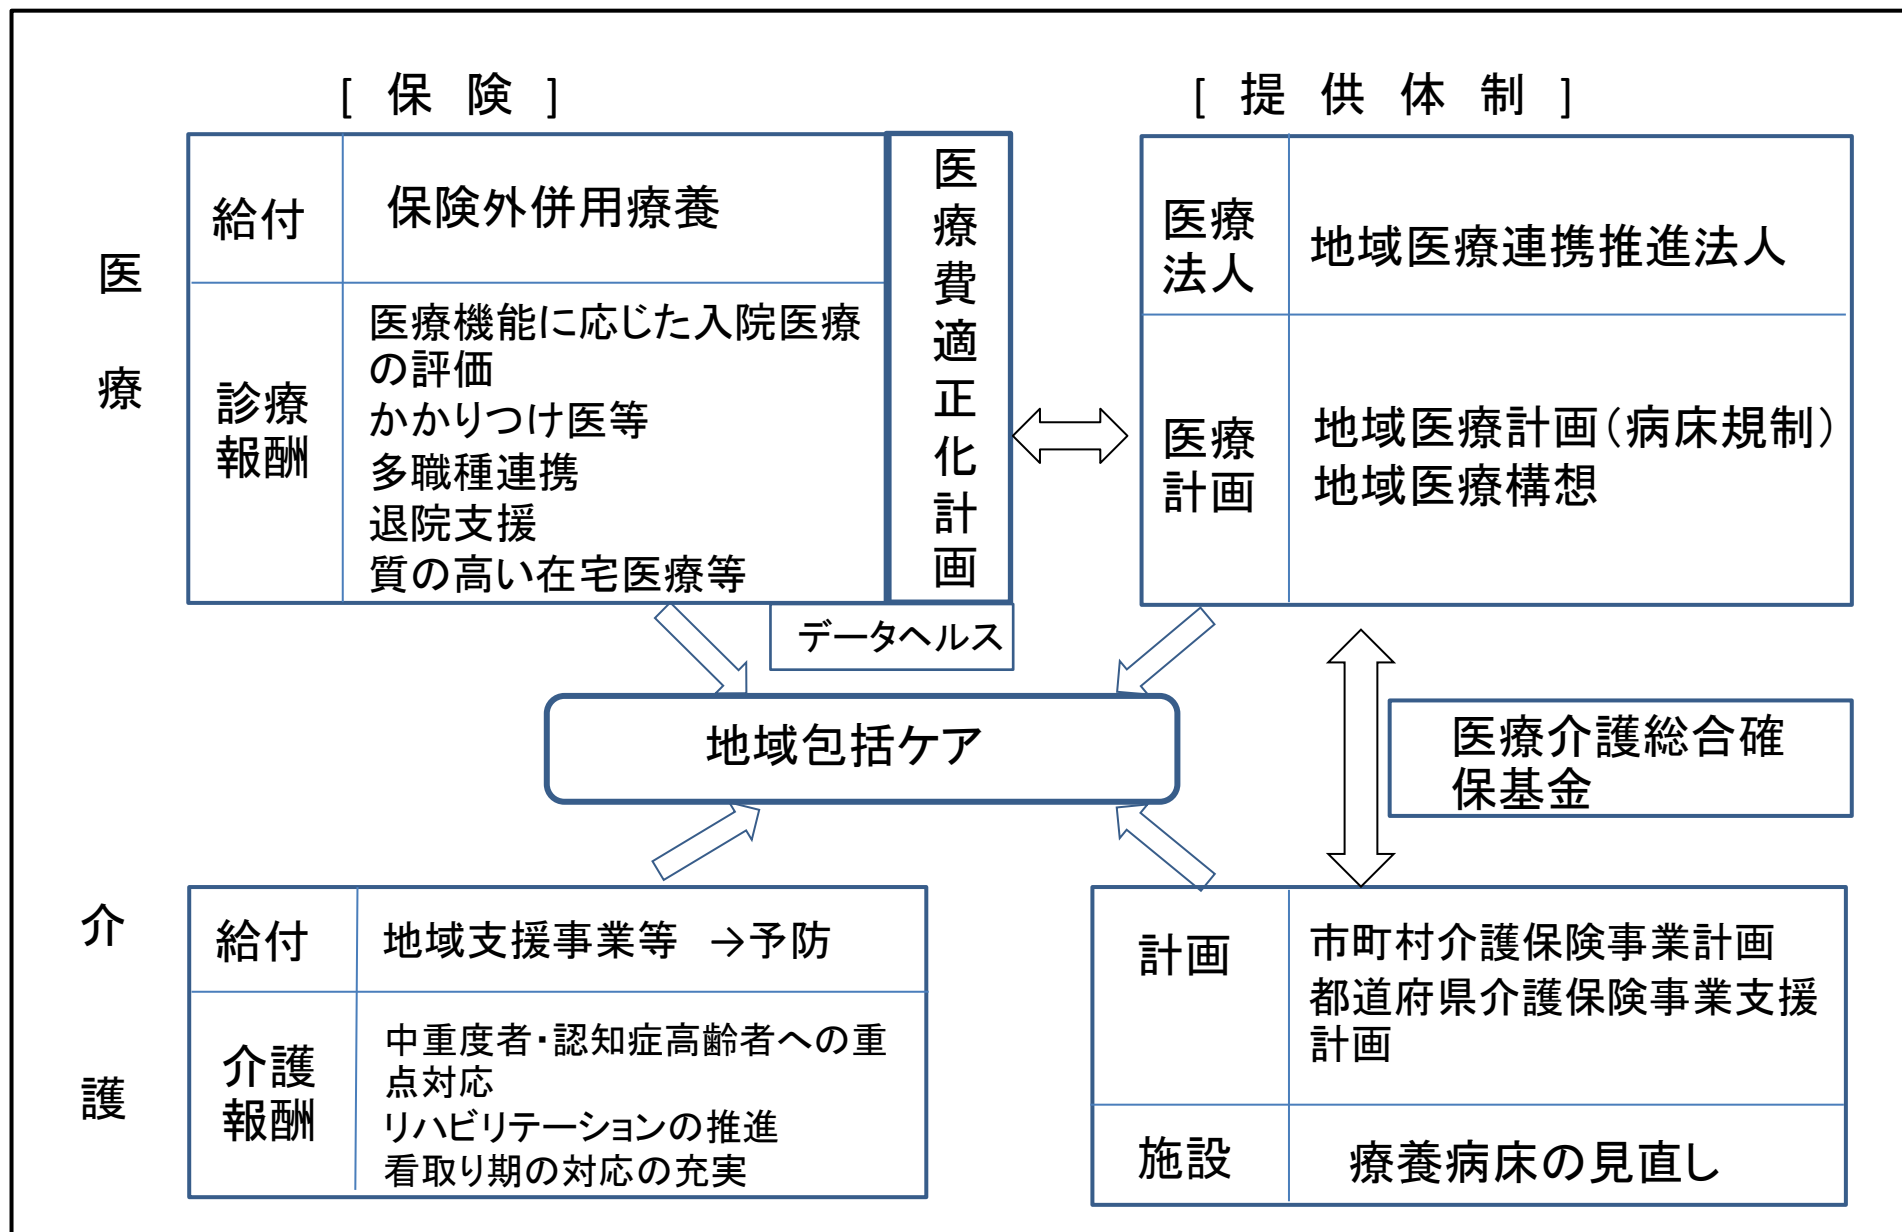 [ 保 険 ]
[ 提 供 体 制 ]
医
療
給付
保険外併用療養
診療
報酬
医療機能に応じた入院医療
の評価
かかりつけ医等
多職種連携
退院支援
質の高い在宅医療等
医療費適正化計画
データヘルス
医療
法人
地域医療連携推進法人
医療
計画
地域医療計画（病床規制）
地域医療構想
地域包括ケア
医療介護総合確
保基金
介
護
給付
地域支援事業等 →予防
介護
報酬
中重度者・認知症高齢者への重
点対応
リハビリテーションの推進
看取り期の対応の充実
計画
市町村介護保険事業計画
都道府県介護保険事業支援
計画
施設
療養病床の見直し